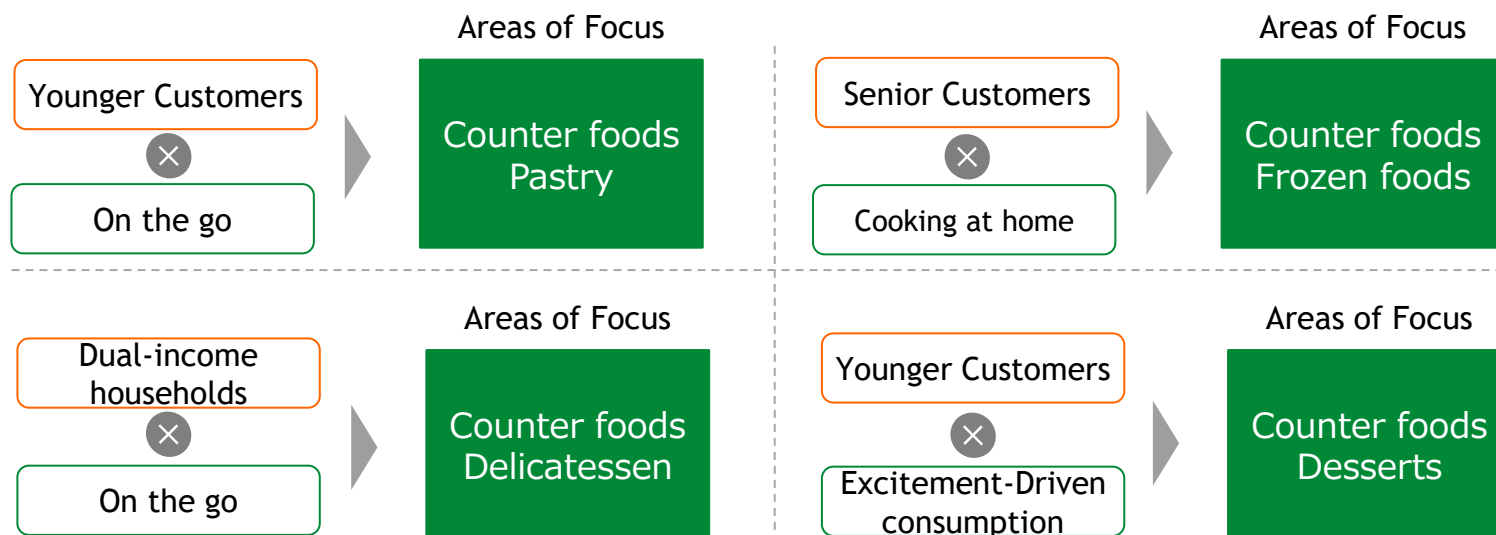 Areas of Focus
Younger Customers
On the go
Counter foods
Pastry
Areas of Focus
Senior Customers
Cooking at home
Counter foods
Frozen foods
Areas of Focus
Dual-income
households
On the go
Counter foods
Delicatessen
Areas of Focus
Younger Customers
Excitement-Driven
consumption
Counter foods
Desserts